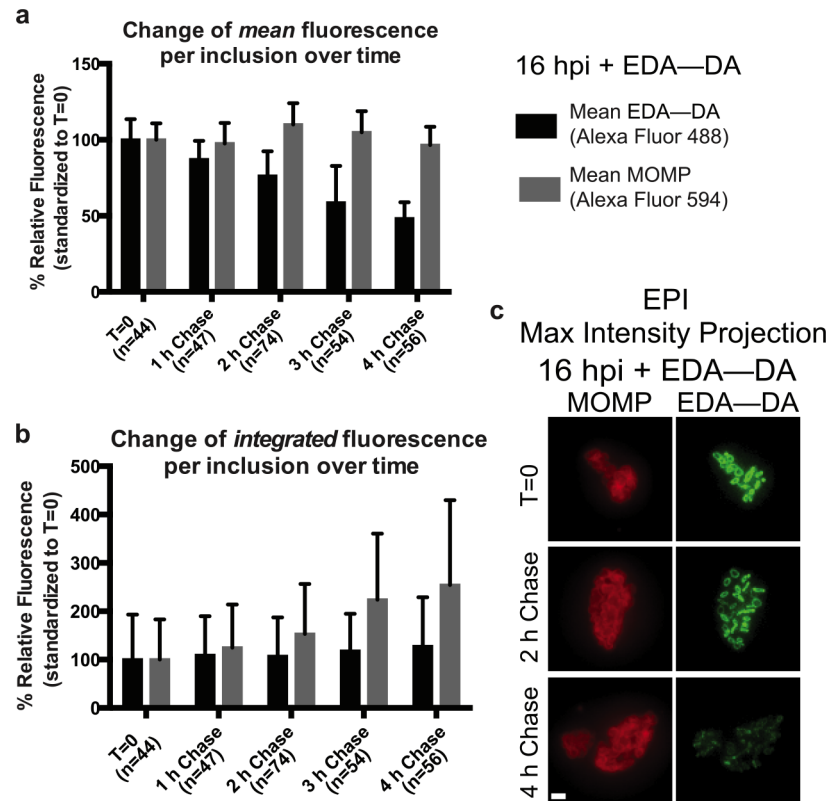 a
Change of mean fluorescence
per inclusion over time
% Relative Fluorescence
(standardized to T=0)
150
100
50
0
T=0
(n=44)
1 h Chase
(n=47)
2 h Chase
(n=74)
3 h Chase
(n=54)
4 h Chase
(n=56)
16 hpi + EDA—DA
Mean EDA—DA
(Alexa Fluor 488)
Mean MOMP
(Alexa Fluor 594)
b
Change of integrated fluorescence
per inclusion over time
% Relative Fluorescence
(standardized to T=0)
500
400
300
200
100
0
T=0
(n=44)
1 h Chase
(n=47)
2 h Chase
(n=74)
3 h Chase
(n=54)
4 h Chase
(n=56)
c
EPI
Max Intensity Projection
16 hpi + EDA—DA
MOMP EDA—DA
T=0
2 h Chase
4 h Chase